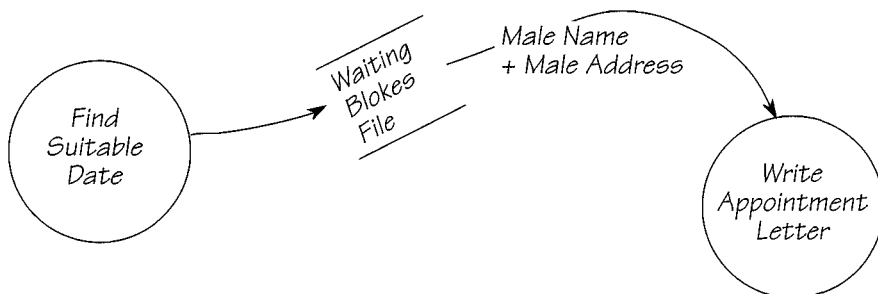 Find
Suitable
Date
Waiting
Blokes
File
Male Name
+ Male Address
Write
Appointment
Letter